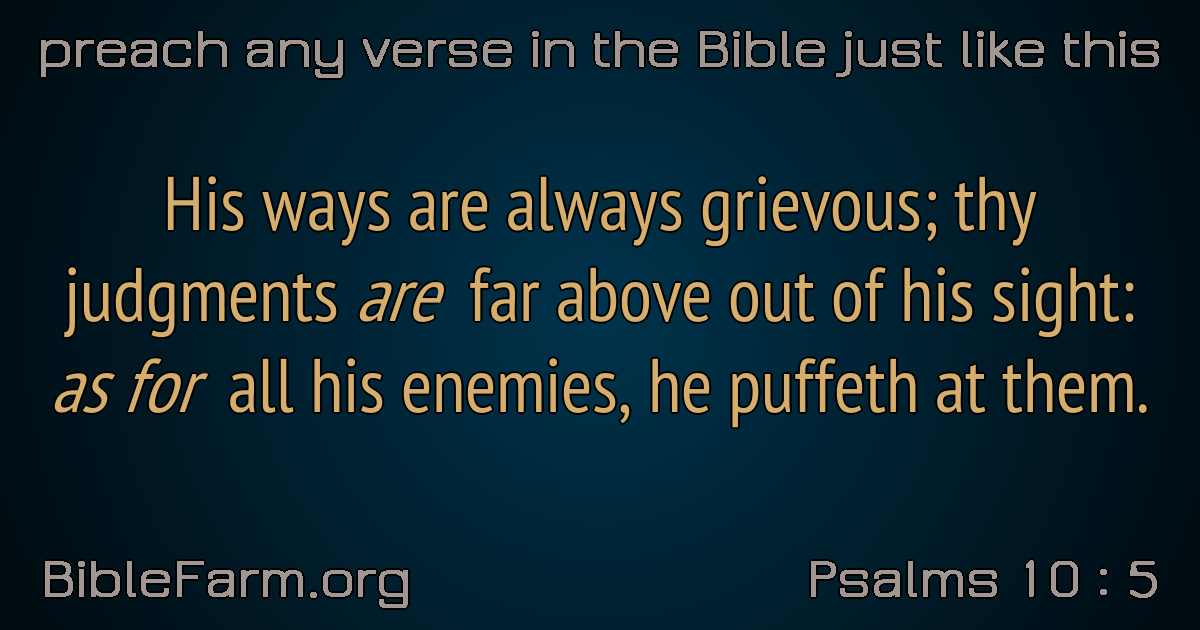 preach any verse in the Bible just like this
His ways are always grievous; thy
judgments are far above out of his sight:
as for all his enemies, he puffeth at them.
BibleFarm.org
Psalms 10 : 5